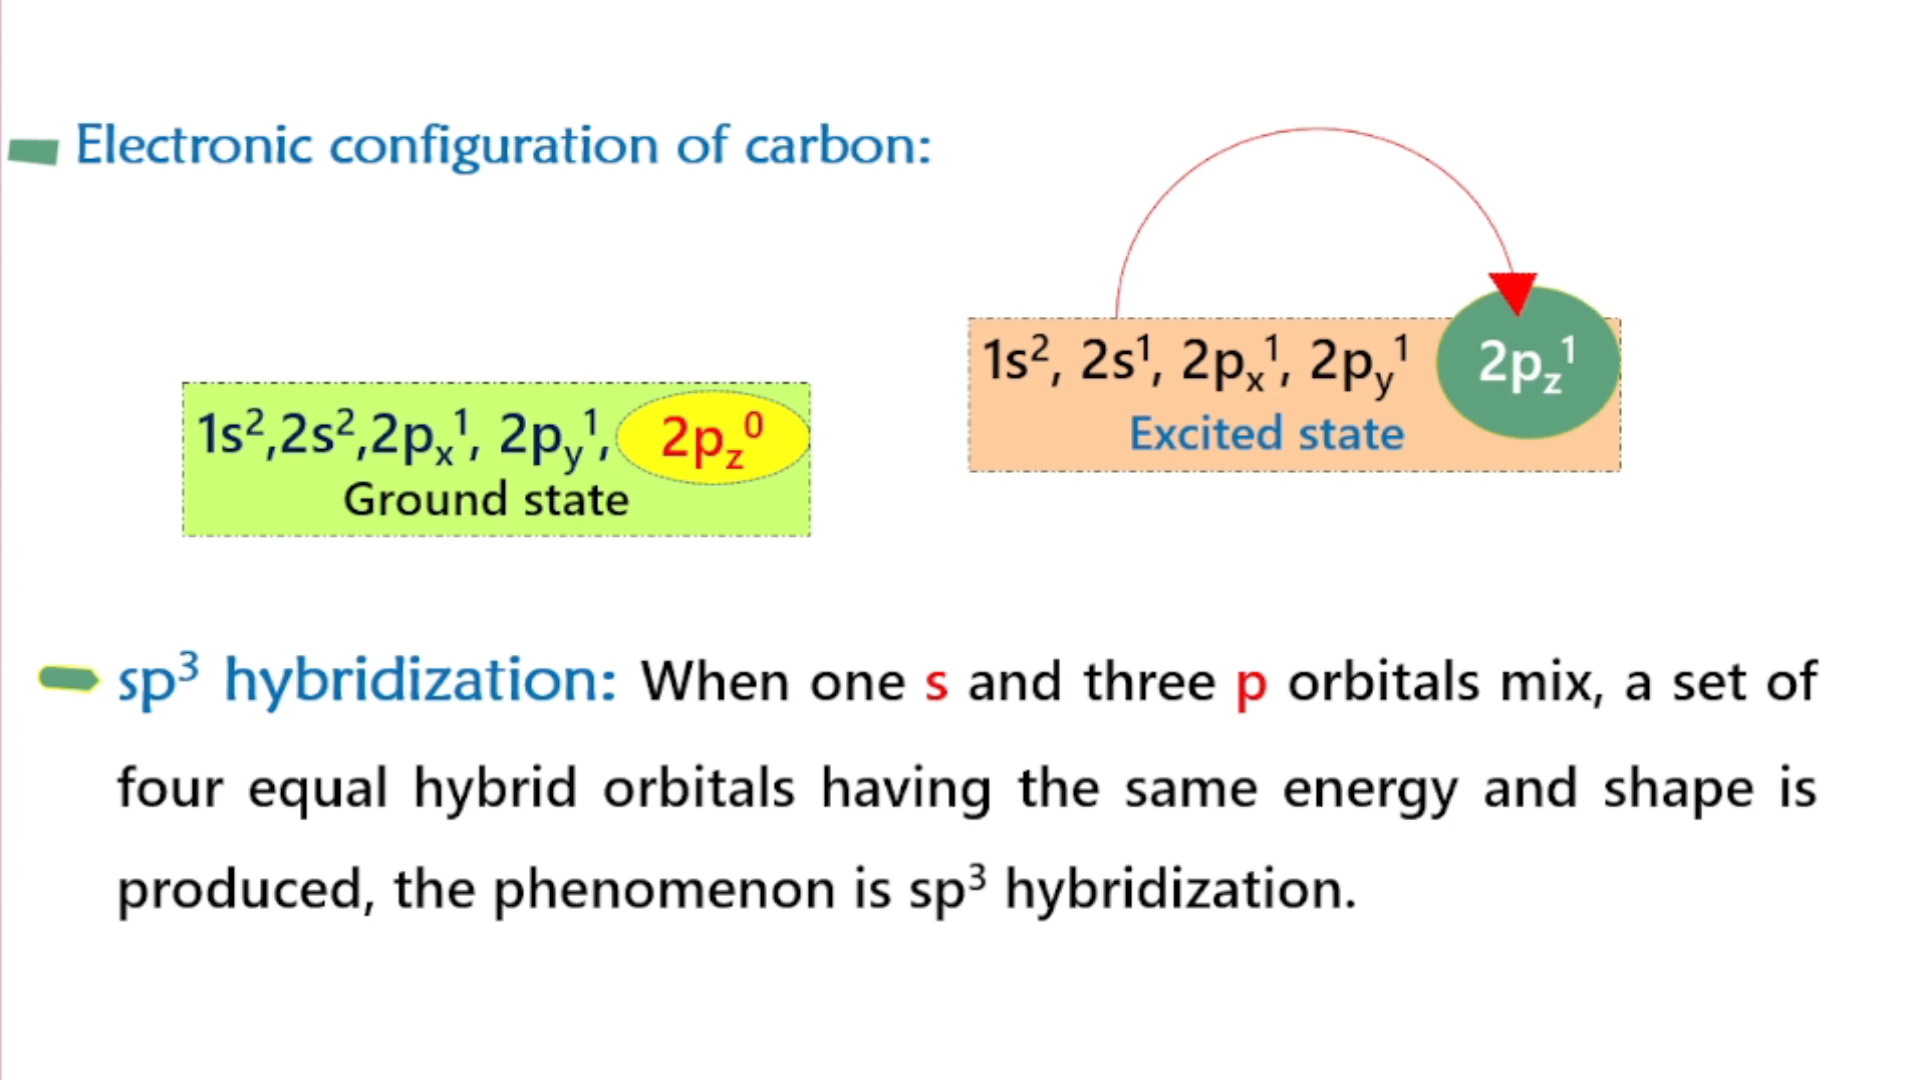 Electronic configuration of carbon:
1s², 2s¹, 2pₓ¹, 2pᵧ¹ 2p_z¹
Excited state
1s²,2s²,2pₓ¹, 2pᵧ¹, 2p_z⁰
Ground state
sp³ hybridization: When one s and three p orbitals mix, a set of
four equal hybrid orbitals having the same energy and shape is
produced, the phenomenon is sp³ hybridization.